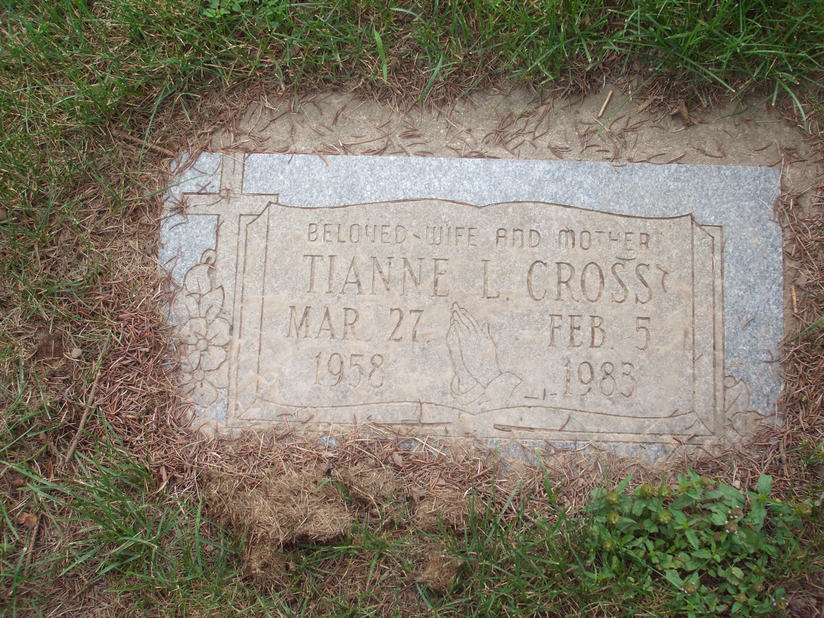 BELOVED WIFE AND MOTHER
TIANNE L. CROSS
MAR. 27, FEB. 5
1958 1983